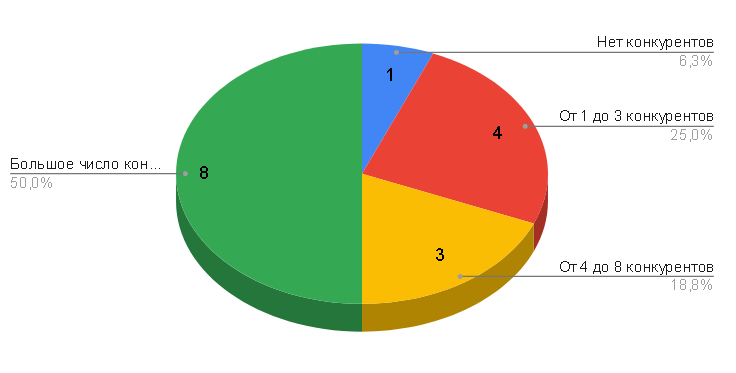 Нет конкурентов
6,3%
1
От 1 до 3 конкурентов
25,0%
4
Большое число кон...
50,0%
8
3
От 4 до 8 конкурентов
18,8%